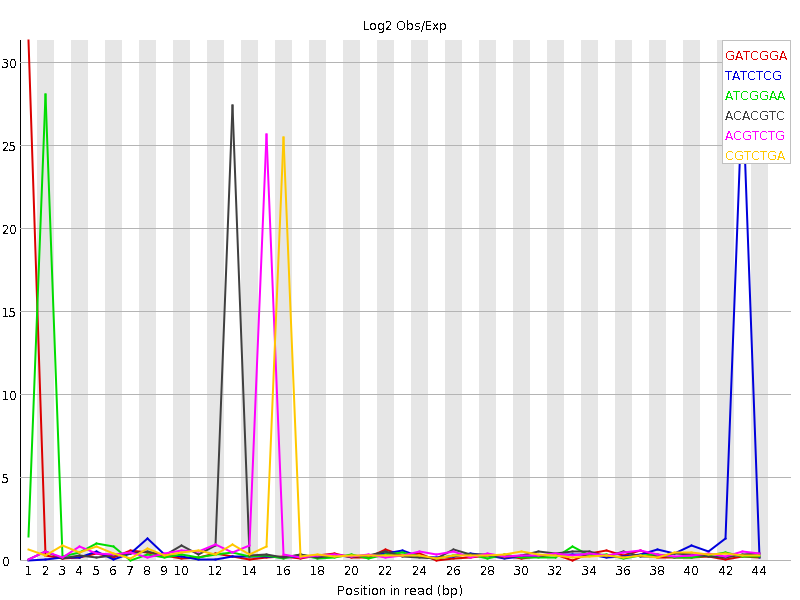 Log2 Obs/Exp
GATCGGA
TATCTCG
ATCGGAA
ACACGTC
ACGTCTG
CGTCTGA
30
25
20
15
10
5
0
1 2 3 4 5 6 7 8 9 10 12 14 16 18 20 22 24 26 28 30 32 34 36 38 40 42 44
Position in read (bp)